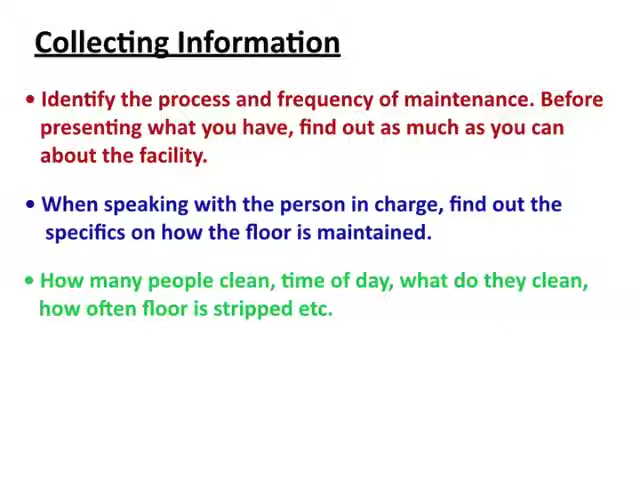 Collecting Information
• Identify the process and frequency of maintenance. Before
presenting what you have, find out as much as you can
about the facility.
• When speaking with the person in charge, find out the
specifics on how the floor is maintained.
• How many people clean, time of day, what do they clean,
how often floor is stripped etc.